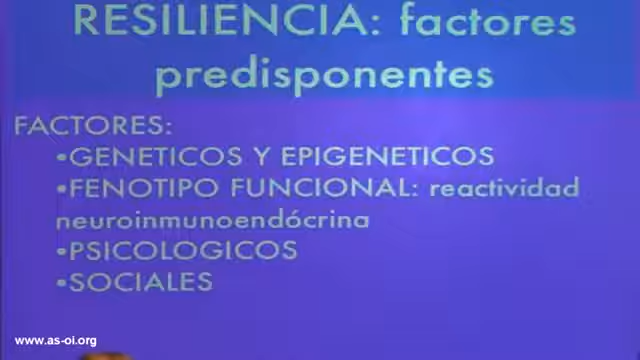 RESILIENCIA: factores
predisponentes
FACTORES:
•GENETICOS Y EPIGENETICOS
•FENOTIPO FUNCIONAL: reactividad
neuroinmunoendócrina
•PSICOLOGICOS
•SOCIALES
www.as-oi.org